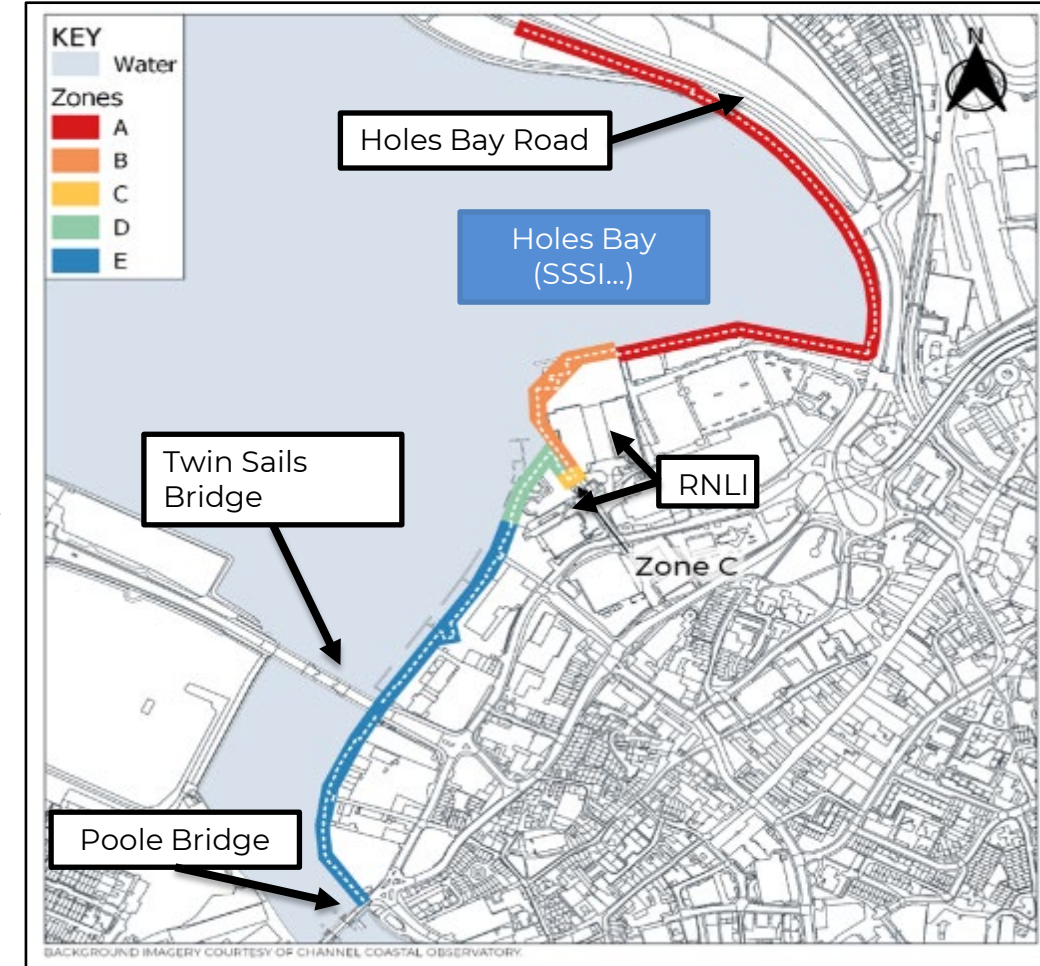 KEY
Water
Zones
A
B
C
D
E
N
Holes Bay Road
Holes Bay
(SSSI...)
Twin Sails
Bridge
RNLI
Zone C
Poole Bridge
BACKGROUND IMAGERY COURTESY OF CHANNEL COASTAL OBSERVATORY.